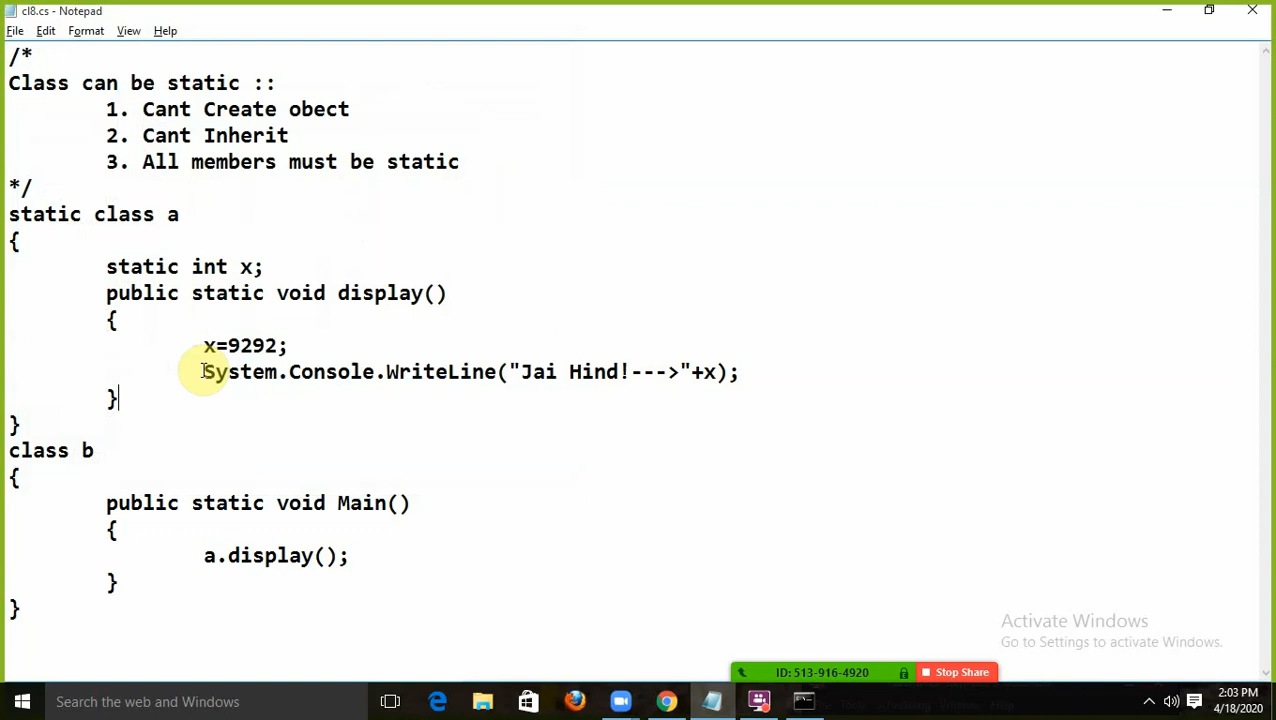 cl8.cs - Notepad
File Edit Format View Help
/*
Class can be static ::
1. Cant Create obect
2. Cant Inherit
3. All members must be static
*/
static class a
{
static int x;
public static void display()
{
x=9292;
System.Console.WriteLine("Jai Hind!--->"+x);
}
}
class b
{
public static void Main()
{
a.display();
}
}
Activate Windows
Go to Settings to activate Windows.
ID: 513-916-4920 Stop Share
Search the web and Windows
2:03 PM
4/18/2020